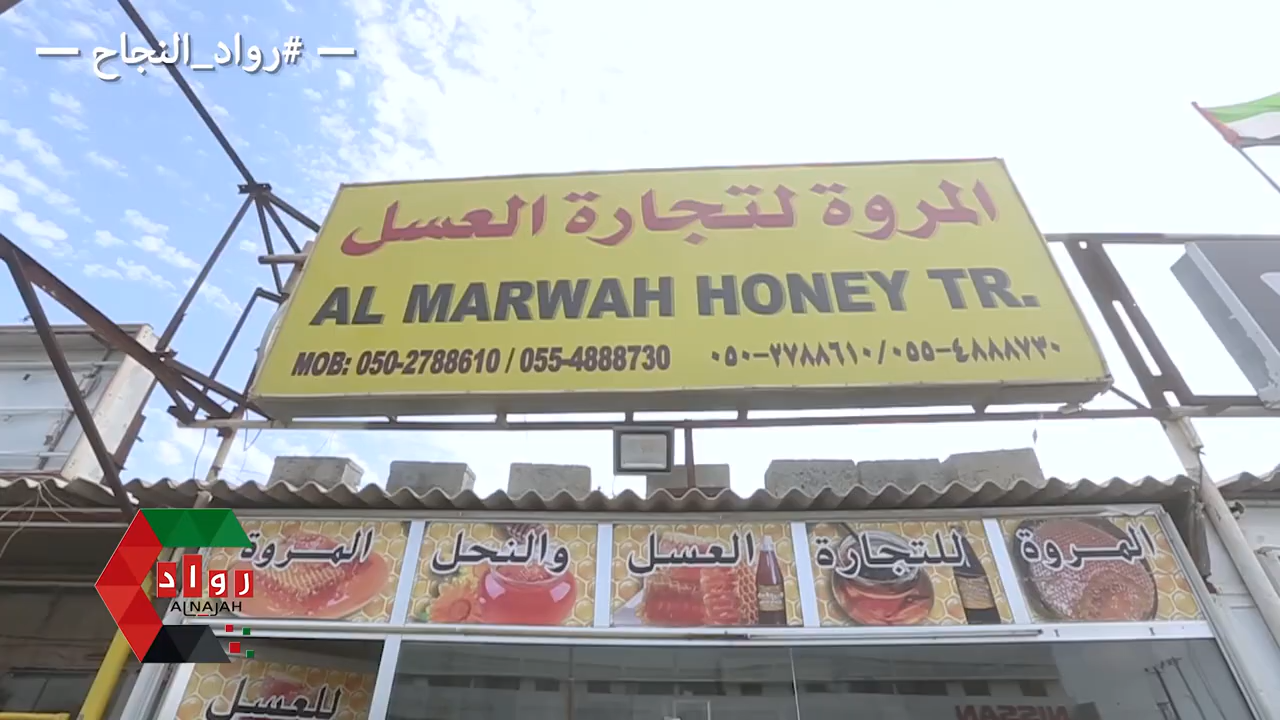 #رواد_النجاح
المروة لتجارة العسل
AL MARWAH HONEY TR.
MOB: 050-2788610 / 055-4888730
٠٥٠-٢٧٨٨٦١٠/٠٥٥-٤٨٨٨٧٣٠
المروة للتجارة العسل والنحل المروة
رواد
ALNAJAH
للعسل
NISSAN